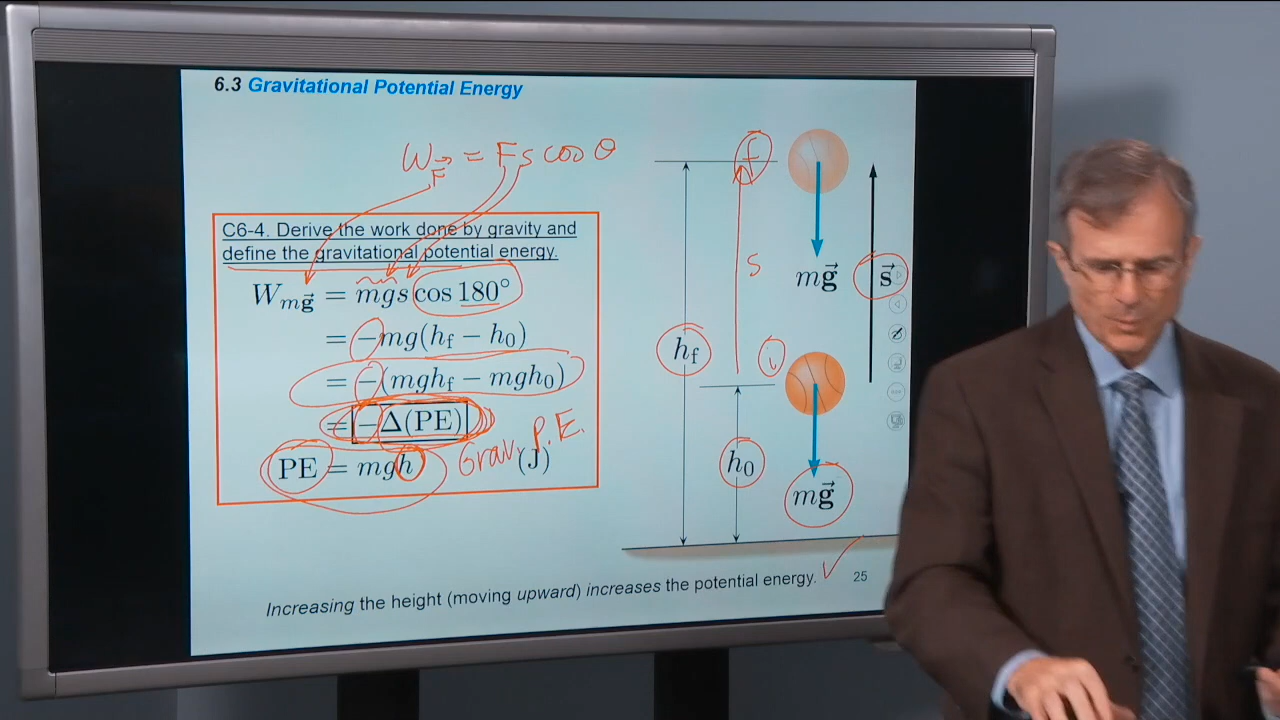 6.3 Gravitational Potential Energy
W_F⃗ = F s cos θ
C6-4. Derive the work done by gravity and
define the gravitational potential energy.
W_mg⃗ = mgs cos 180°
= −mg(h_f − h_0)
= −(mgh_f − mgh_0)
= −Δ(PE)
PE = mgh (J)
Grav. P.E.
f
s
i
h_f
h_0
mg⃗
s⃗
mg⃗
Increasing the height (moving upward) increases the potential energy. ✓
25